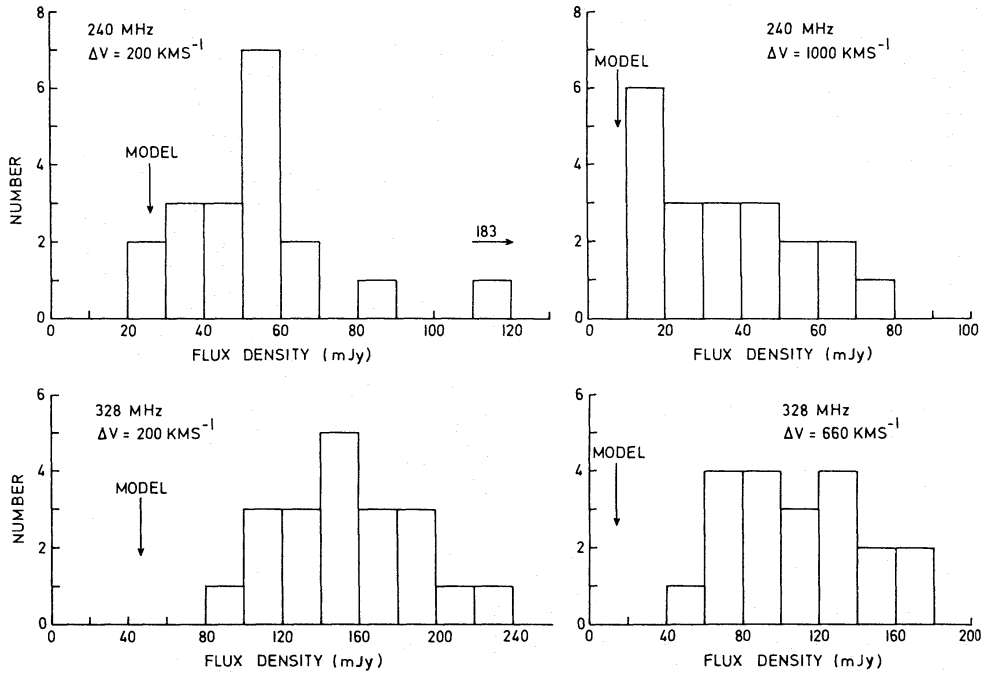 8
6
4
2
0
NUMBER
240 MHz
ΔV = 200 KMS⁻¹
MODEL
183
0 20 40 60 80 100 120
FLUX DENSITY (mJy)
8
6
4
2
0
240 MHz
ΔV = 1000 KMS⁻¹
MODEL
0 20 40 60 80 100
FLUX DENSITY (mJy)
6
4
2
0
NUMBER
328 MHz
ΔV = 200 KMS⁻¹
MODEL
0 40 80 120 160 200 240
FLUX DENSITY (mJy)
6
4
2
0
328 MHz
ΔV = 660 KMS⁻¹
MODEL
0 40 80 120 160 200
FLUX DENSITY (mJy)